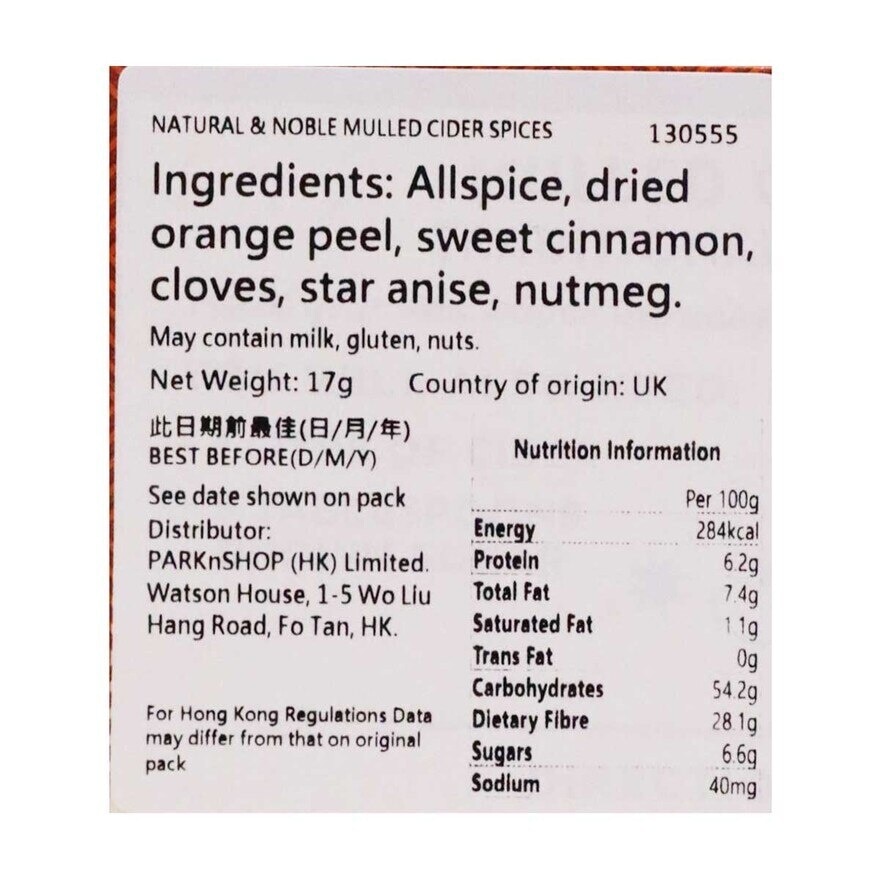 NATURAL & NOBLE MULLED CIDER SPICES 130555
Ingredients: Allspice, dried
orange peel, sweet cinnamon,
cloves, star anise, nutmeg.
May contain milk, gluten, nuts.
Net Weight: 17g Country of origin: UK
此日期前最佳(日/月/年)
BEST BEFORE(D/M/Y)
See date shown on pack
Distributor:
PARKnSHOP (HK) Limited.
Watson House, 1-5 Wo Liu
Hang Road, Fo Tan, HK.
For Hong Kong Regulations Data
may differ from that on original
pack
Nutrition Information
Per 100g
Energy 284kcal
Protein 6.2g
Total Fat 7.4g
Saturated Fat 1 1g
Trans Fat 0g
Carbohydrates 54.2g
Dietary Fibre 28.1g
Sugars 6.6g
Sodium 40mg